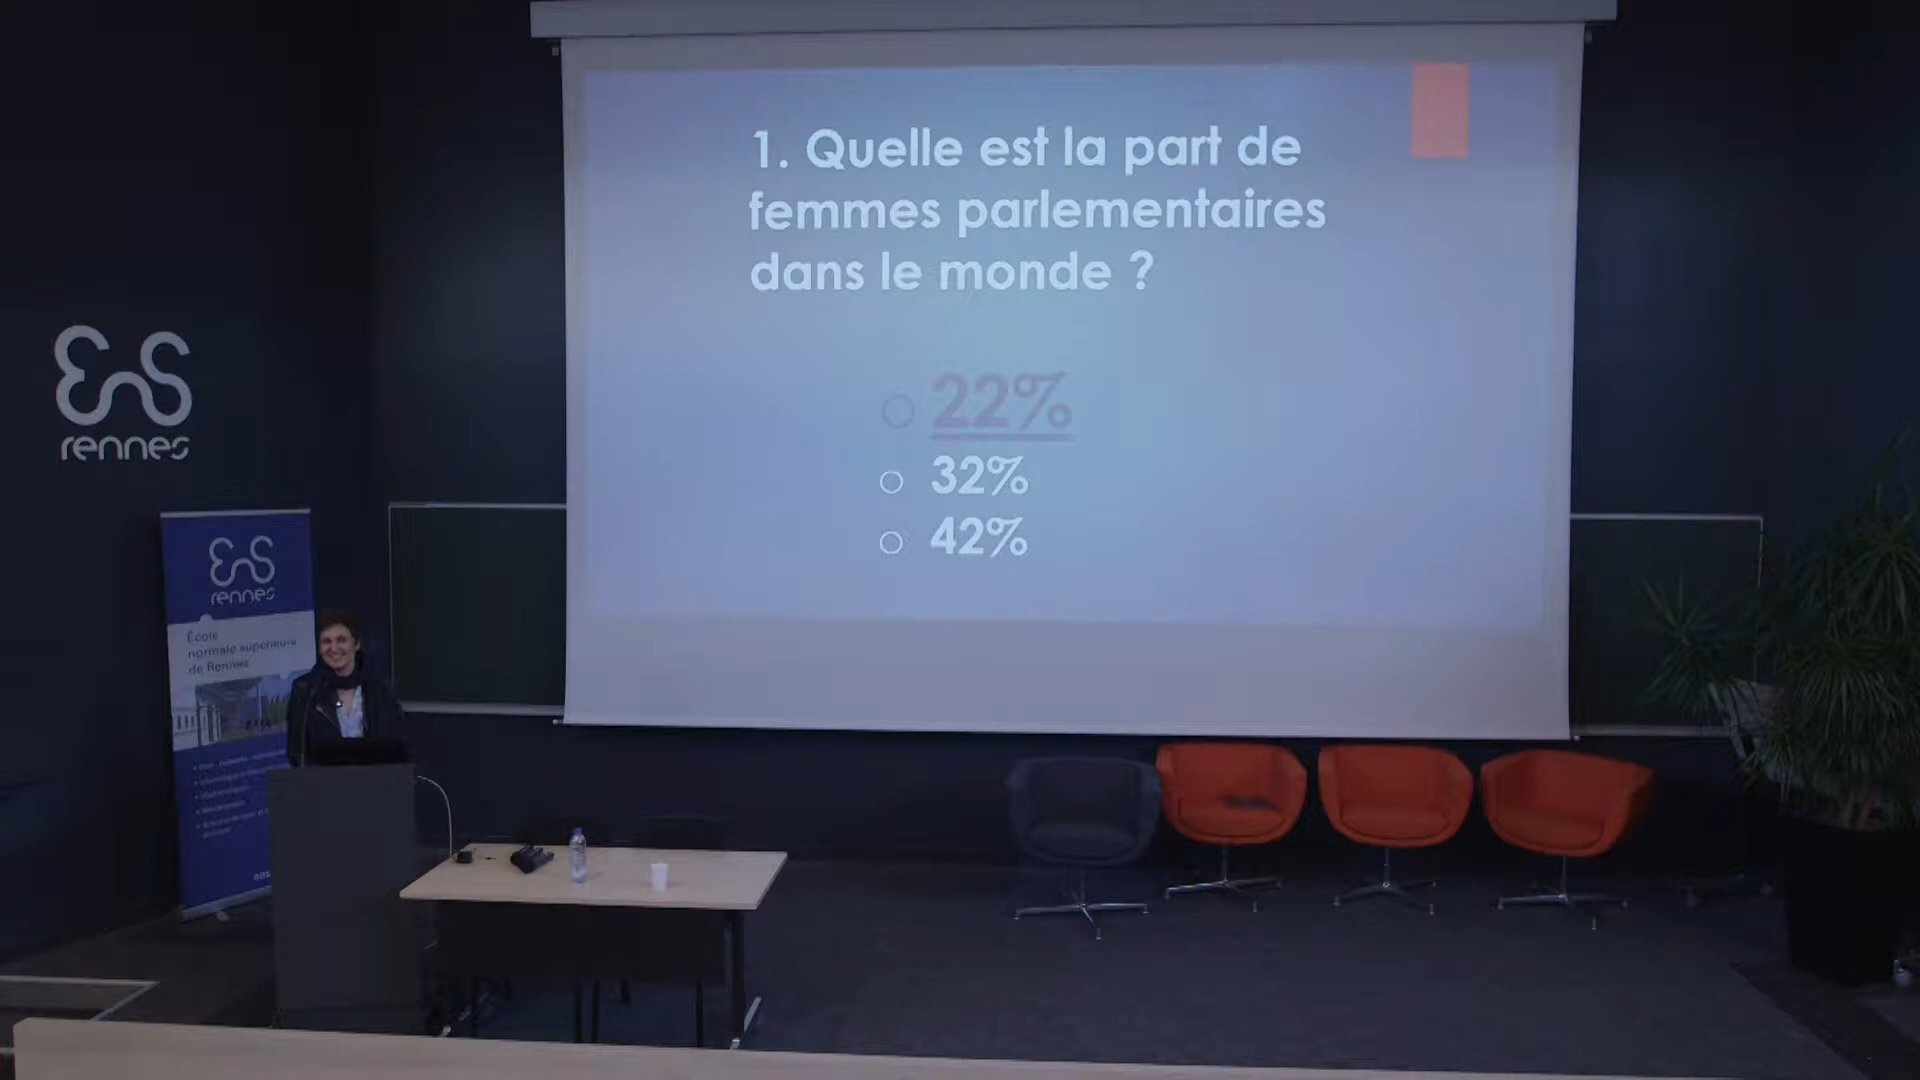 1. Quelle est la part de
femmes parlementaires
dans le monde ?
22%
32%
42%
ens
rennes
ens
rennes
École
normale supérieure
de Rennes